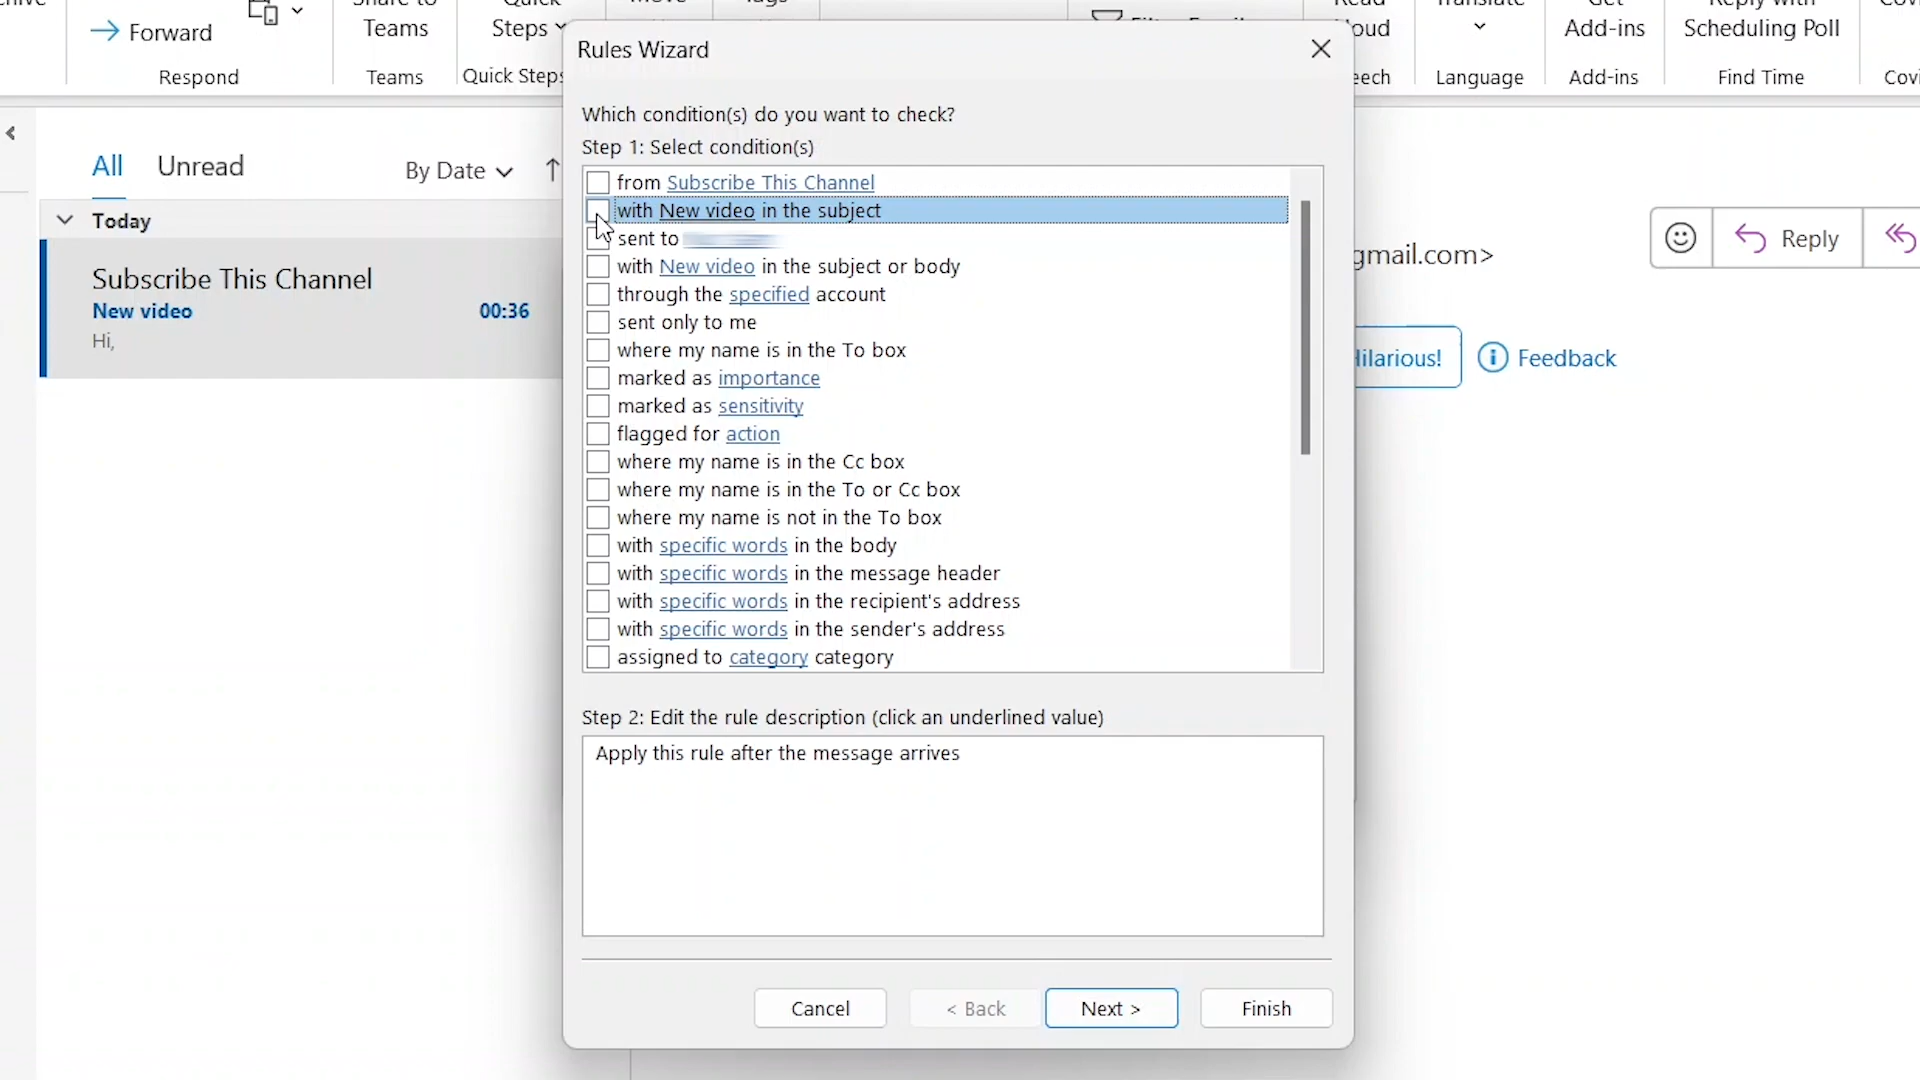 Forward
Teams
Steps
Respond
Teams
Quick Steps
Add-ins
Scheduling Poll
Language
Add-ins
Find Time
All
Unread
By Date
Today
Subscribe This Channel
New video
00:36
Hi,
Rules Wizard
Which condition(s) do you want to check?
Step 1: Select condition(s)
from Subscribe This Channel
with New video in the subject
sent to
with New video in the subject or body
through the specified account
sent only to me
where my name is in the To box
marked as importance
marked as sensitivity
flagged for action
where my name is in the Cc box
where my name is in the To or Cc box
where my name is not in the To box
with specific words in the body
with specific words in the message header
with specific words in the recipient's address
with specific words in the sender's address
assigned to category category
Step 2: Edit the rule description (click an underlined value)
Apply this rule after the message arrives
Cancel
< Back
Next >
Finish
gmail.com>
Reply
Hilarious!
Feedback